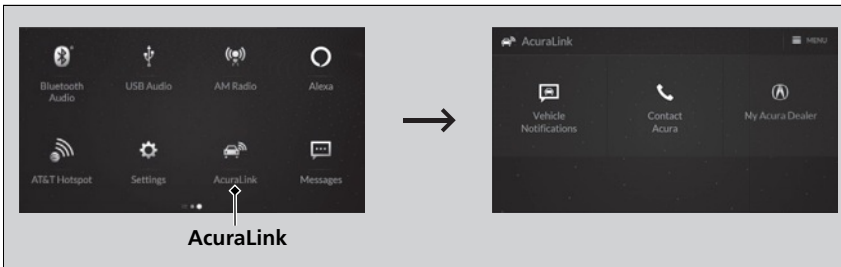 Bluetooth
Audio
USB Audio
AM Radio
Alexa
AT&T Hotspot
Settings
AcuraLink
Messages
AcuraLink
AcuraLink
MENU
Vehicle
Notifications
Contact
Acura
My Acura Dealer